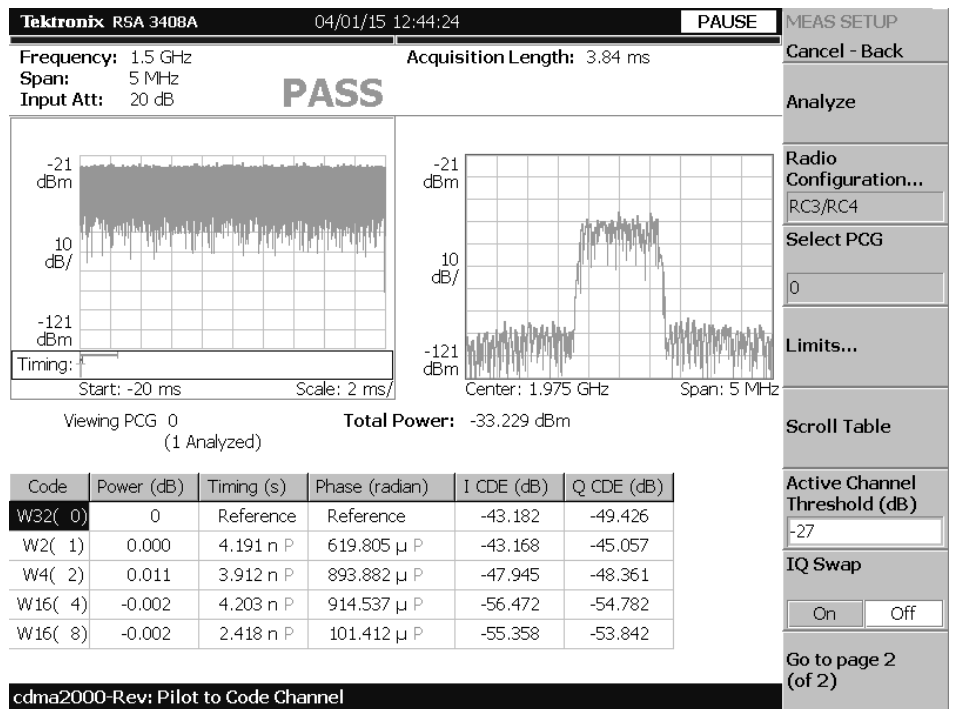 Tektronix RSA 3408A 04/01/15 12:44:24 PAUSE
Frequency: 1.5 GHz
Span: 5 MHz
Input Att: 20 dB
PASS
Acquisition Length: 3.84 ms
-21
dBm
10
dB/
-121
dBm
Timing:
Start: -20 ms Scale: 2 ms/
-21
dBm
10
dB/
-121
dBm
Center: 1.975 GHz Span: 5 MHz
Viewing PCG 0
(1 Analyzed)
Total Power: -33.229 dBm
Code Power (dB) Timing (s) Phase (radian) I CDE (dB) Q CDE (dB)
W32( 0) 0 Reference Reference -43.182 -49.426
W2( 1) 0.000 4.191 n P 619.805 µ P -43.168 -45.057
W4( 2) 0.011 3.912 n P 893.882 µ P -47.945 -48.361
W16( 4) -0.002 4.203 n P 914.537 µ P -56.472 -54.782
W16( 8) -0.002 2.418 n P 101.412 µ P -55.358 -53.842
cdma2000-Rev: Pilot to Code Channel
MEAS SETUP
Cancel - Back
Analyze
Radio
Configuration...
RC3/RC4
Select PCG
0
Limits...
Scroll Table
Active Channel
Threshold (dB)
-27
IQ Swap
On Off
Go to page 2
(of 2)